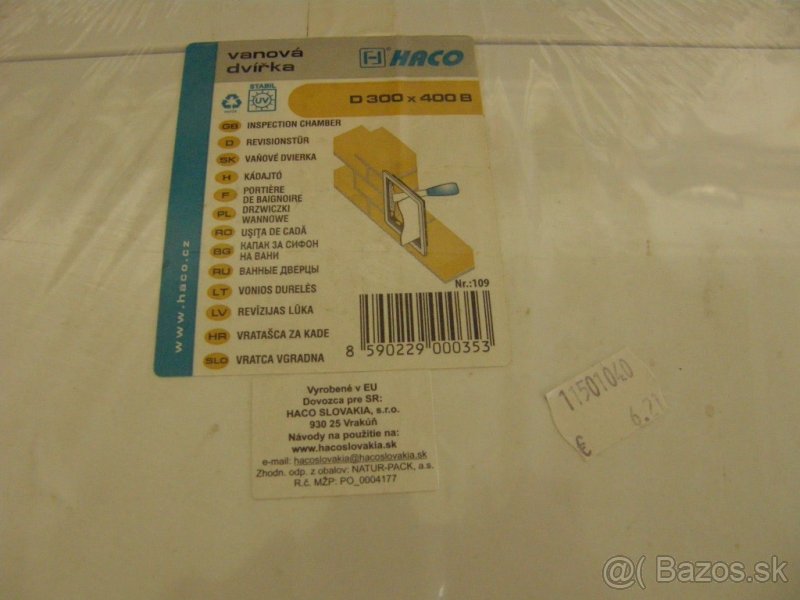 vanová
dvířka
HACO
STABIL
UV
D 300 x 400 B
GB INSPECTION CHAMBER
D REVISIONSTÜR
SK VAŇOVÉ DVIERKA
H KÁDAJTÓ
F PORTIÈRE
DE BAIGNOIRE
PL DRZWICZKI
WANNOWE
RO UŞIŢA DE CADĂ
BG КАПАК ЗА СИФОН
НА ВАНИ
RU ВАННЫЕ ДВЕРЦЫ
LT VONIOS DURELĖS
LV REVĪZIJAS LŪKA
HR VRATAŠCA ZA KADE
SLO VRATCA VGRADNA
www.haco.cz
Nr.:109
8 590229 000353
Vyrobené v EU
Dovozca pre SR:
HACO SLOVAKIA, s.r.o.
930 25 Vrakúň
Návody na použitie na:
www.hacoslovakia.sk
e-mail: hacoslovakia@hacoslovakia.sk
Zhodn. odp. z obalov: NATUR-PACK, a.s.
R.č. MŽP: PO_0004177
11501040
€
@( Bazos.sk